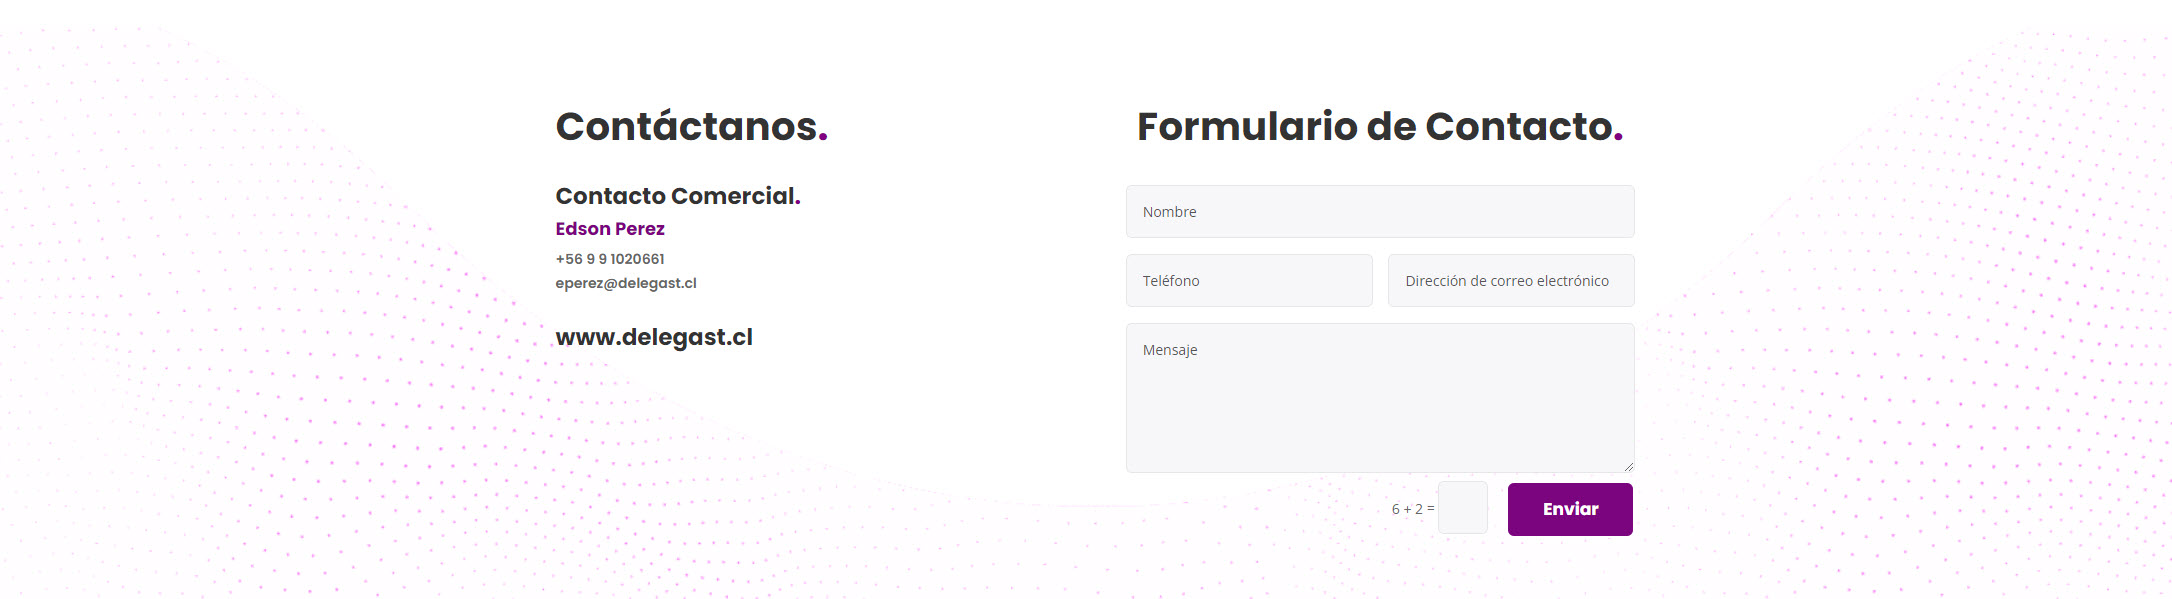 Contáctanos.
Contacto Comercial.
Edson Perez
+56 9 9 1020661
eperez@delegast.cl
www.delegast.cl
Formulario de Contacto.
Nombre
Teléfono
Dirección de correo electrónico
Mensaje
6 + 2 =
Enviar